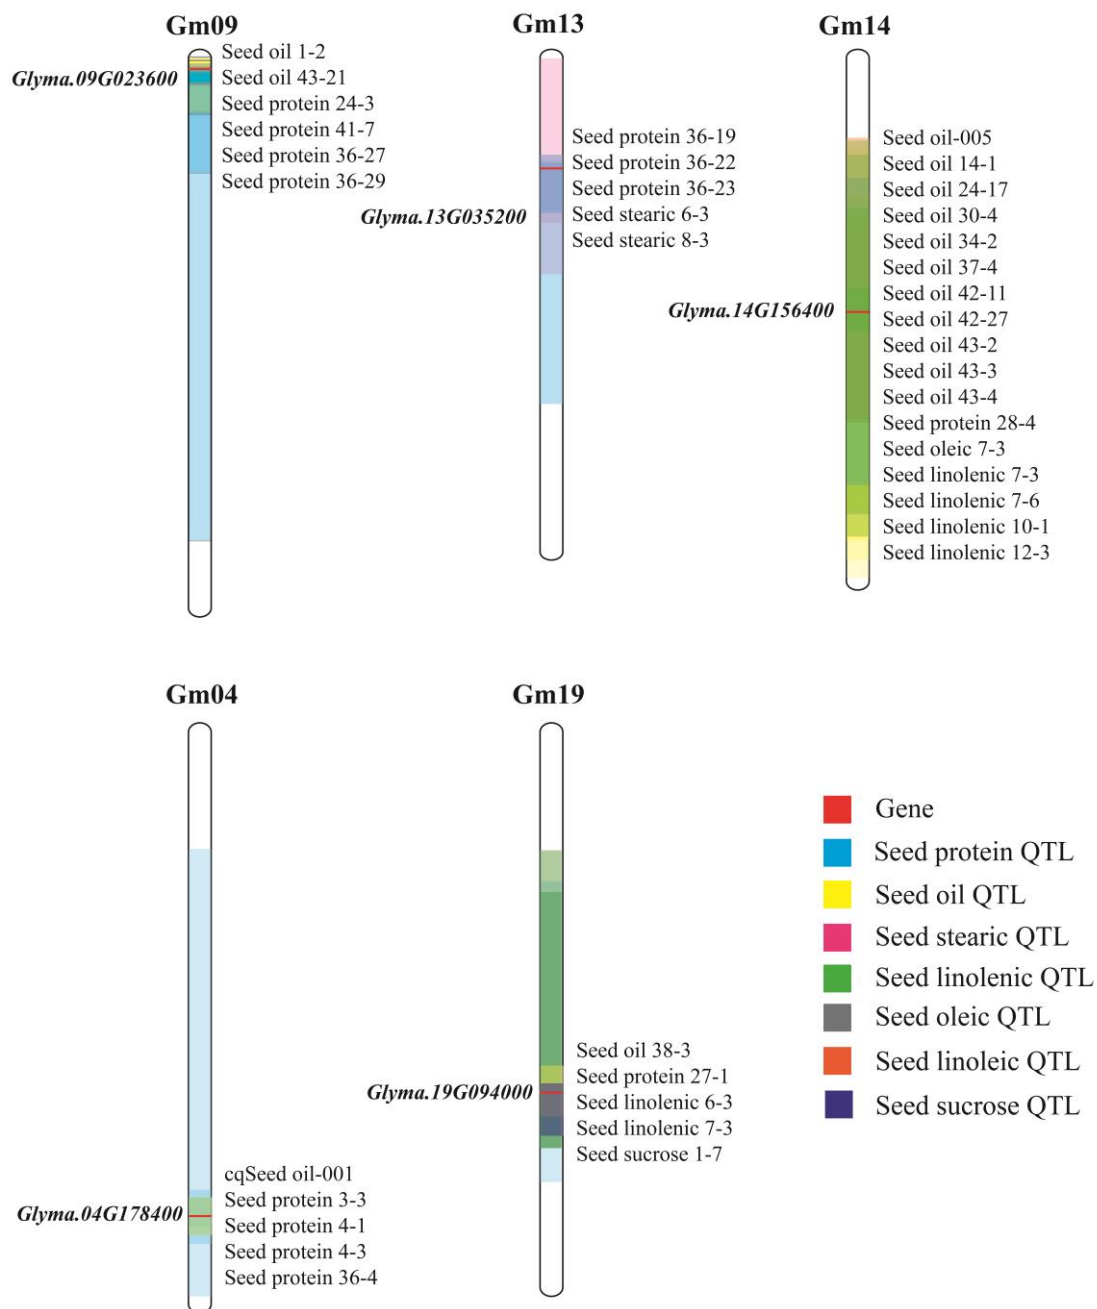 Gm09
Glyma.09G023600
Seed oil 1-2
Seed oil 43-21
Seed protein 24-3
Seed protein 41-7
Seed protein 36-27
Seed protein 36-29
Gm13
Glyma.13G035200
Seed protein 36-19
Seed protein 36-22
Seed protein 36-23
Seed stearic 6-3
Seed stearic 8-3
Gm14
Glyma.14G156400
Seed oil-005
Seed oil 14-1
Seed oil 24-17
Seed oil 30-4
Seed oil 34-2
Seed oil 37-4
Seed oil 42-11
Seed oil 42-27
Seed oil 43-2
Seed oil 43-3
Seed oil 43-4
Seed protein 28-4
Seed oleic 7-3
Seed linolenic 7-3
Seed linolenic 7-6
Seed linolenic 10-1
Seed linolenic 12-3
Gm04
Glyma.04G178400
cqSeed oil-001
Seed protein 3-3
Seed protein 4-1
Seed protein 4-3
Seed protein 36-4
Gm19
Glyma.19G094000
Seed oil 38-3
Seed protein 27-1
Seed linolenic 6-3
Seed linolenic 7-3
Seed sucrose 1-7
Gene
Seed protein QTL
Seed oil QTL
Seed stearic QTL
Seed linolenic QTL
Seed oleic QTL
Seed linoleic QTL
Seed sucrose QTL